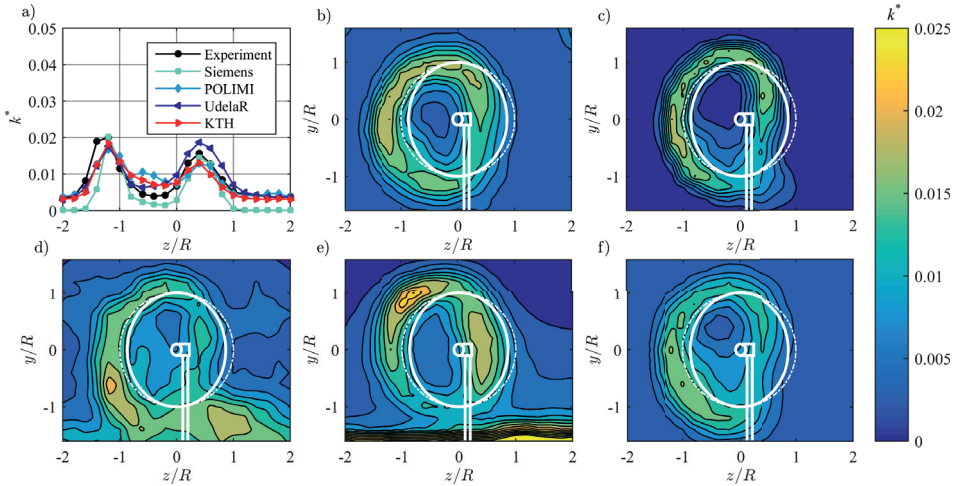 a)
0.05
0.04
0.03
0.02
0.01
0
k*
-2 -1 0 1 2
z/R
Experiment
Siemens
POLIMI
UdelaR
KTH
b)
1
0
-1
y/R
-2 -1 0 1 2
z/R
c)
1
0
-1
y/R
-2 -1 0 1 2
z/R
k*
0.025
0.02
0.015
0.01
0.005
0
d)
1
0
-1
y/R
-2 -1 0 1 2
z/R
e)
1
0
-1
y/R
-2 -1 0 1 2
z/R
f)
1
0
-1
y/R
-2 -1 0 1 2
z/R